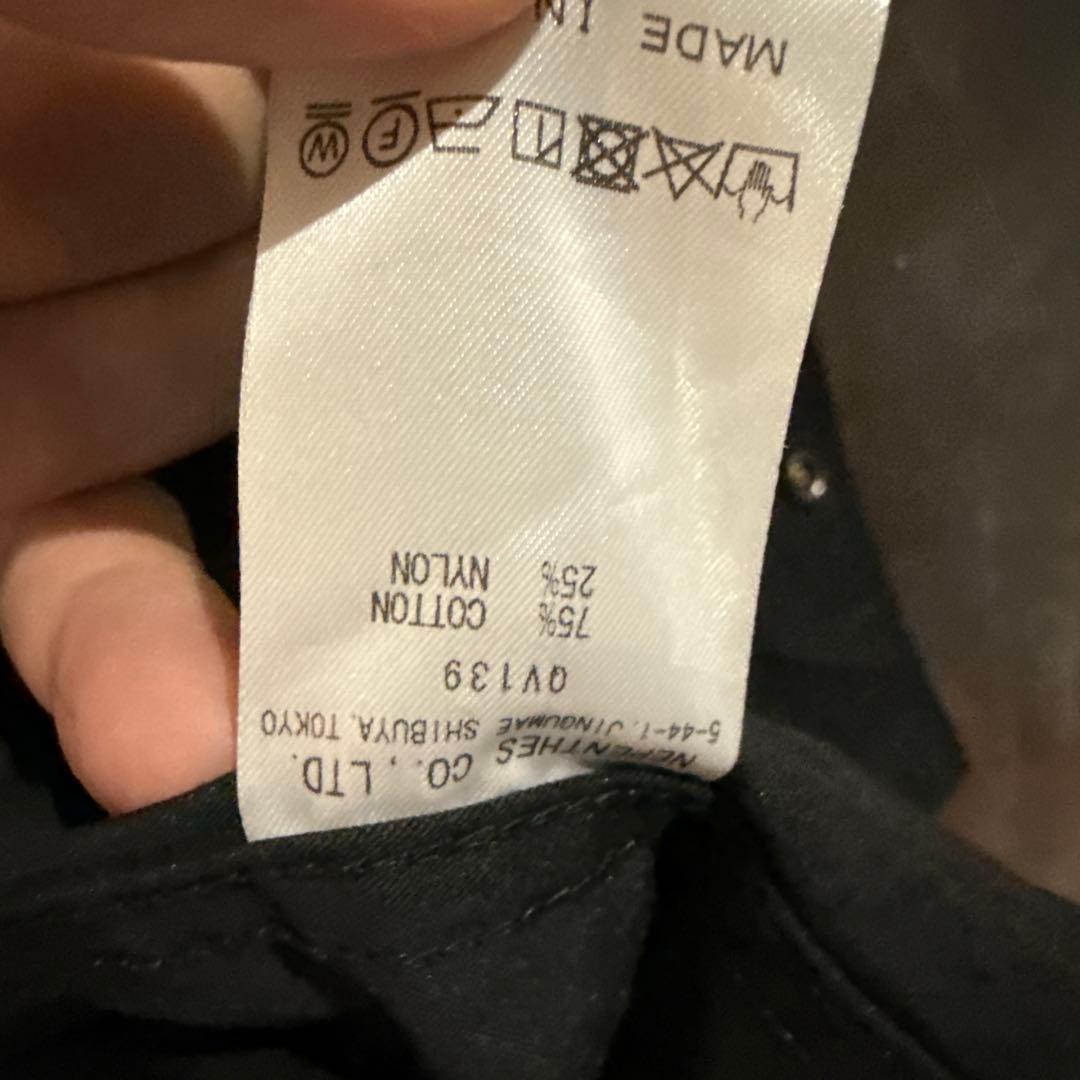 NEPENTHES CO., LTD.
5-44-1, JINGUMAE SHIBUYA, TOKYO
QV139
75% COTTON
25% NYLON
W F
MADE IN